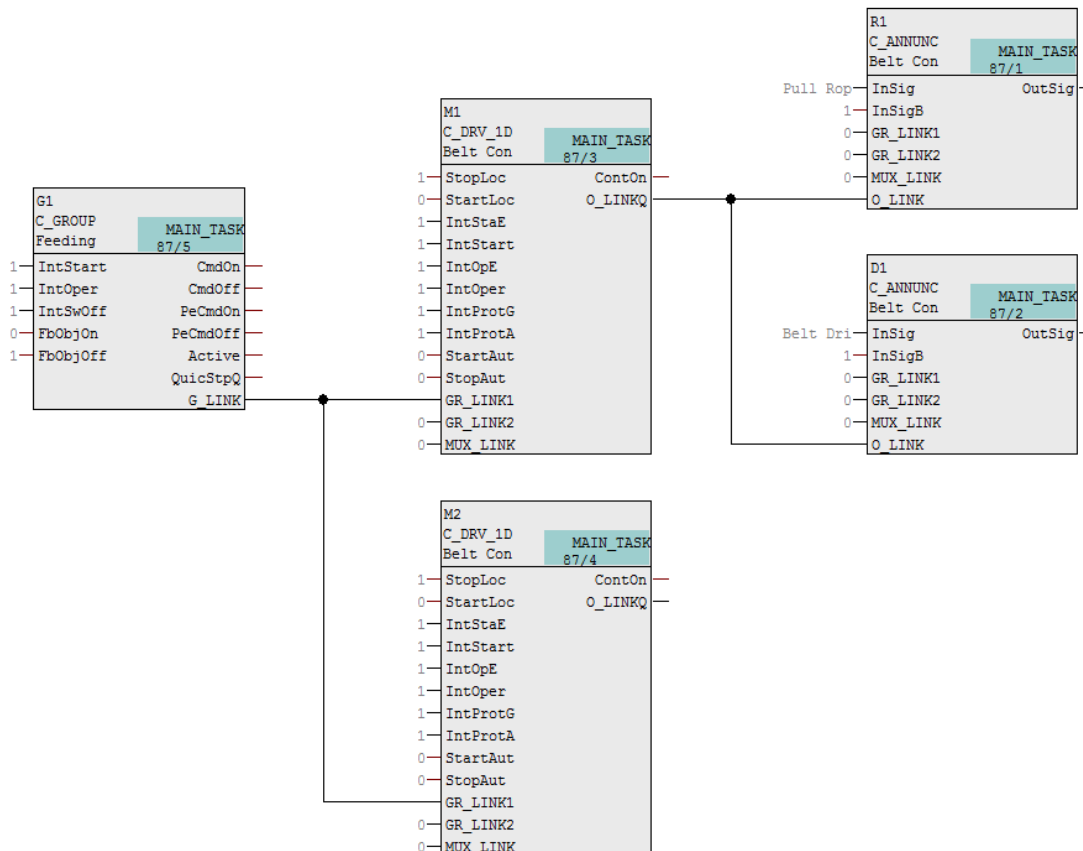 R1
C_ANNUNC
Belt Con
MAIN_TASK
87/1
Pull Rop InSig OutSig
1 InSigB
0 GR_LINK1
0 GR_LINK2
0 MUX_LINK
O_LINK
M1
C_DRV_1D
Belt Con
MAIN_TASK
87/3
1 StopLoc ContOn
0 StartLoc O_LINKQ
1 IntStaE
1 IntStart
1 IntOpE
1 IntOper
1 IntProtG
1 IntProtA
0 StartAut
0 StopAut
GR_LINK1
0 GR_LINK2
0 MUX_LINK
G1
C_GROUP
Feeding
MAIN_TASK
87/5
1 IntStart CmdOn
1 IntOper CmdOff
1 IntSwOff PeCmdOn
0 FbObjOn PeCmdOff
1 FbObjOff Active
QuicStpQ
G_LINK
D1
C_ANNUNC
Belt Con
MAIN_TASK
87/2
Belt Dri InSig OutSig
1 InSigB
0 GR_LINK1
0 GR_LINK2
0 MUX_LINK
O_LINK
M2
C_DRV_1D
Belt Con
MAIN_TASK
87/4
1 StopLoc ContOn
0 StartLoc O_LINKQ
1 IntStaE
1 IntStart
1 IntOpE
1 IntOper
1 IntProtG
1 IntProtA
0 StartAut
0 StopAut
GR_LINK1
0 GR_LINK2
0 MUX_LINK